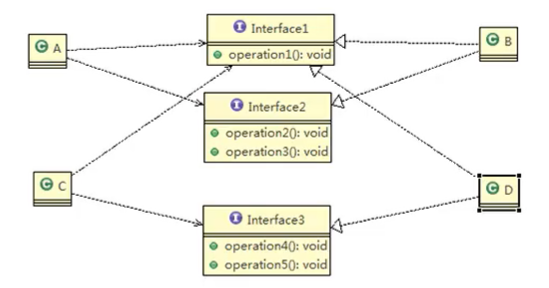 Interface1
operation1(): void
A
B
Interface2
operation2(): void
operation3(): void
C
D
Interface3
operation4(): void
operation5(): void